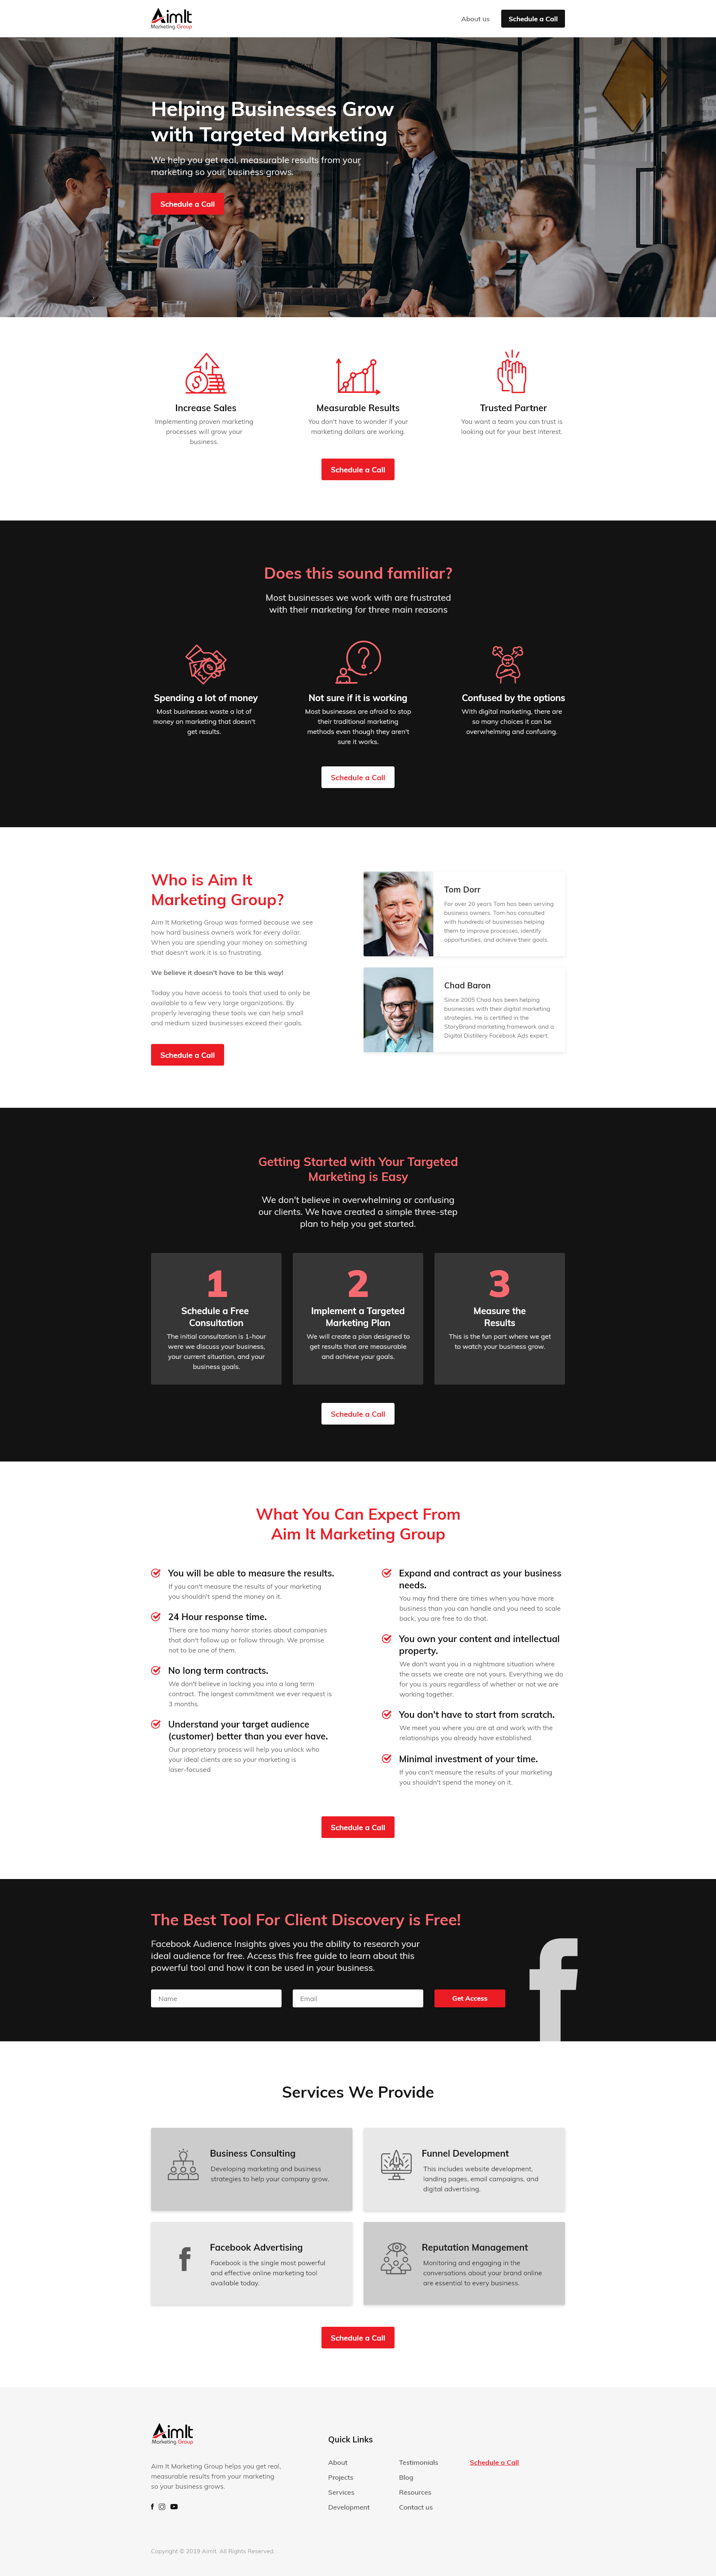 AimIt
Marketing Group
About us
Schedule a Call
Helping Businesses Grow
with Targeted Marketing
We help you get real, measurable results from your
marketing so your business grows.
Schedule a Call
Increase Sales
Implementing proven marketing
processes will grow your
business.
Measurable Results
You don't have to wonder if your
marketing dollars are working.
Trusted Partner
You want a team you can trust is
looking out for your best interest.
Schedule a Call
Does this sound familiar?
Most businesses we work with are frustrated
with their marketing for three main reasons
Spending a lot of money
Most businesses waste a lot of
money on marketing that doesn't
get results.
Not sure if it is working
Most businesses are afraid to stop
their traditional marketing
methods even though they aren't
sure it works.
Confused by the options
With digital marketing, there are
so many choices it can be
overwhelming and confusing.
Schedule a Call
Who is Aim It
Marketing Group?
Aim It Marketing Group was formed because we see
how hard business owners work for every dollar.
When you are spending your money on something
that doesn't work it is so frustrating.
We believe it doesn't have to be this way!
Today you have access to tools that used to only be
available to a few very large organizations. By
properly leveraging these tools we can help small
and medium sized businesses exceed their goals.
Schedule a Call
Tom Dorr
For over 20 years Tom has been serving
business owners. Tom has consulted
with hundreds of businesses helping
them to improve processes, identify
opportunities, and achieve their goals.
Chad Baron
Since 2005 Chad has been helping
businesses with their digital marketing
strategies. He is certified in the
StoryBrand marketing framework and a
Digital Distillery Facebook Ads expert.
Getting Started with Your Targeted
Marketing is Easy
We don't believe in overwhelming or confusing
our clients. We have created a simple three-step
plan to help you get started.
1
Schedule a Free
Consultation
The initial consultation is 1-hour
were we discuss your business,
your current situation, and your
business goals.
2
Implement a Targeted
Marketing Plan
We will create a plan designed to
get results that are measurable
and achieve your goals.
3
Measure the
Results
This is the fun part where we get
to watch your business grow.
Schedule a Call
What You Can Expect From
Aim It Marketing Group
You will be able to measure the results.
If you can't measure the results of your marketing
you shouldn't spend the money on it.
24 Hour response time.
There are too many horror stories about companies
that don't follow up or follow through. We promise
not to be one of them.
No long term contracts.
We don't believe in locking you into a long term
contract. The longest commitment we ever request is
3 months.
Understand your target audience
(customer) better than you ever have.
Our proprietary process will help you unlock who
your ideal clients are so your marketing is
laser-focused
Expand and contract as your business
needs.
You may find there are times when you have more
business than you can handle and you need to scale
back, you are free to do that.
You own your content and intellectual
property.
We don't want you in a nightmare situation where
the assets we create are not yours. Everything we do
for you is yours regardless of whether or not we are
working together.
You don't have to start from scratch.
We meet you where you are at and work with the
relationships you already have established.
Minimal investment of your time.
If you can't measure the results of your marketing
you shouldn't spend the money on it.
Schedule a Call
The Best Tool For Client Discovery is Free!
Facebook Audience Insights gives you the ability to research your
ideal audience for free. Access this free guide to learn about this
powerful tool and how it can be used in your business.
Name
Email
Get Access
Services We Provide
Business Consulting
Developing marketing and business
strategies to help your company grow.
Funnel Development
This includes website development,
landing pages, email campaigns, and
digital advertising.
Facebook Advertising
Facebook is the single most powerful
and effective online marketing tool
available today.
Reputation Management
Monitoring and engaging in the
conversations about your brand online
are essential to every business.
Schedule a Call
AimIt
Marketing Group
Aim It Marketing Group helps you get real,
measurable results from your marketing
so your business grows.
Quick Links
About
Projects
Services
Development
Testimonials
Blog
Resources
Contact us
Schedule a Call
Copyright © 2019 AimIt. All Rights Reserved.